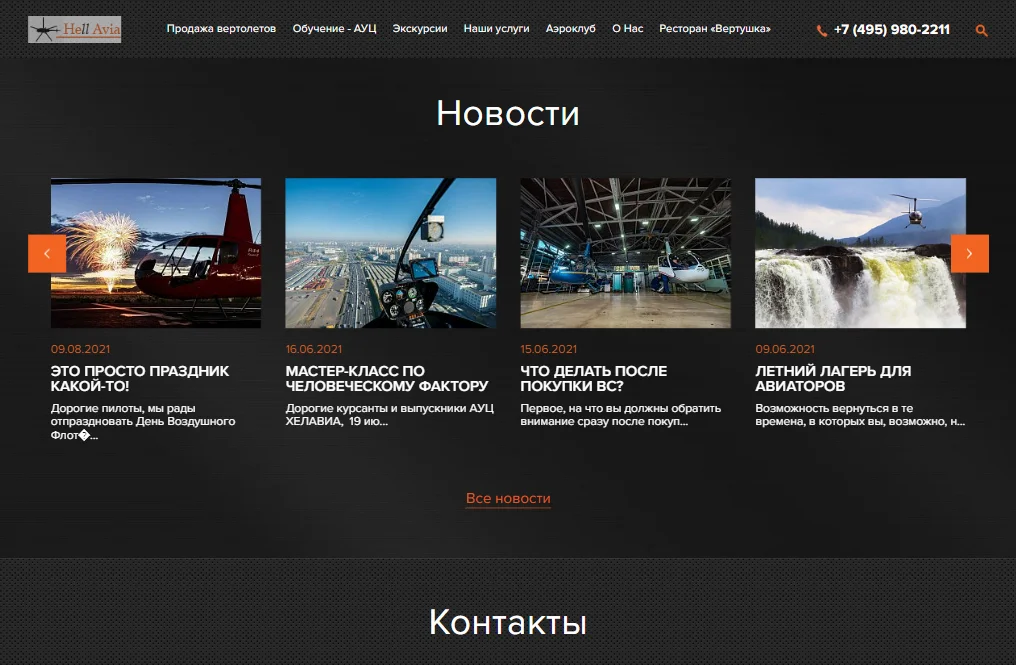 Hell Avia
Продажа вертолетов
Обучение - АУЦ
Экскурсии
Наши услуги
Аэроклуб
О Нас
Ресторан «Вертушка»
+7 (495) 980-2211
Новости
09.08.2021
ЭТО ПРОСТО ПРАЗДНИК
КАКОЙ-ТО!
Дорогие пилоты, мы рады
отпраздновать День Воздушного
Флот�...
16.06.2021
МАСТЕР-КЛАСС ПО
ЧЕЛОВЕЧЕСКОМУ ФАКТОРУ
Дорогие курсанты и выпускники АУЦ
ХЕЛАВИА, 19 ию...
15.06.2021
ЧТО ДЕЛАТЬ ПОСЛЕ
ПОКУПКИ ВС?
Первое, на что вы должны обратить
внимание сразу после покуп...
09.06.2021
ЛЕТНИЙ ЛАГЕРЬ ДЛЯ
АВИАТОРОВ
Возможность вернуться в те
времена, в которых вы, возможно, н...
Все новости
Контакты